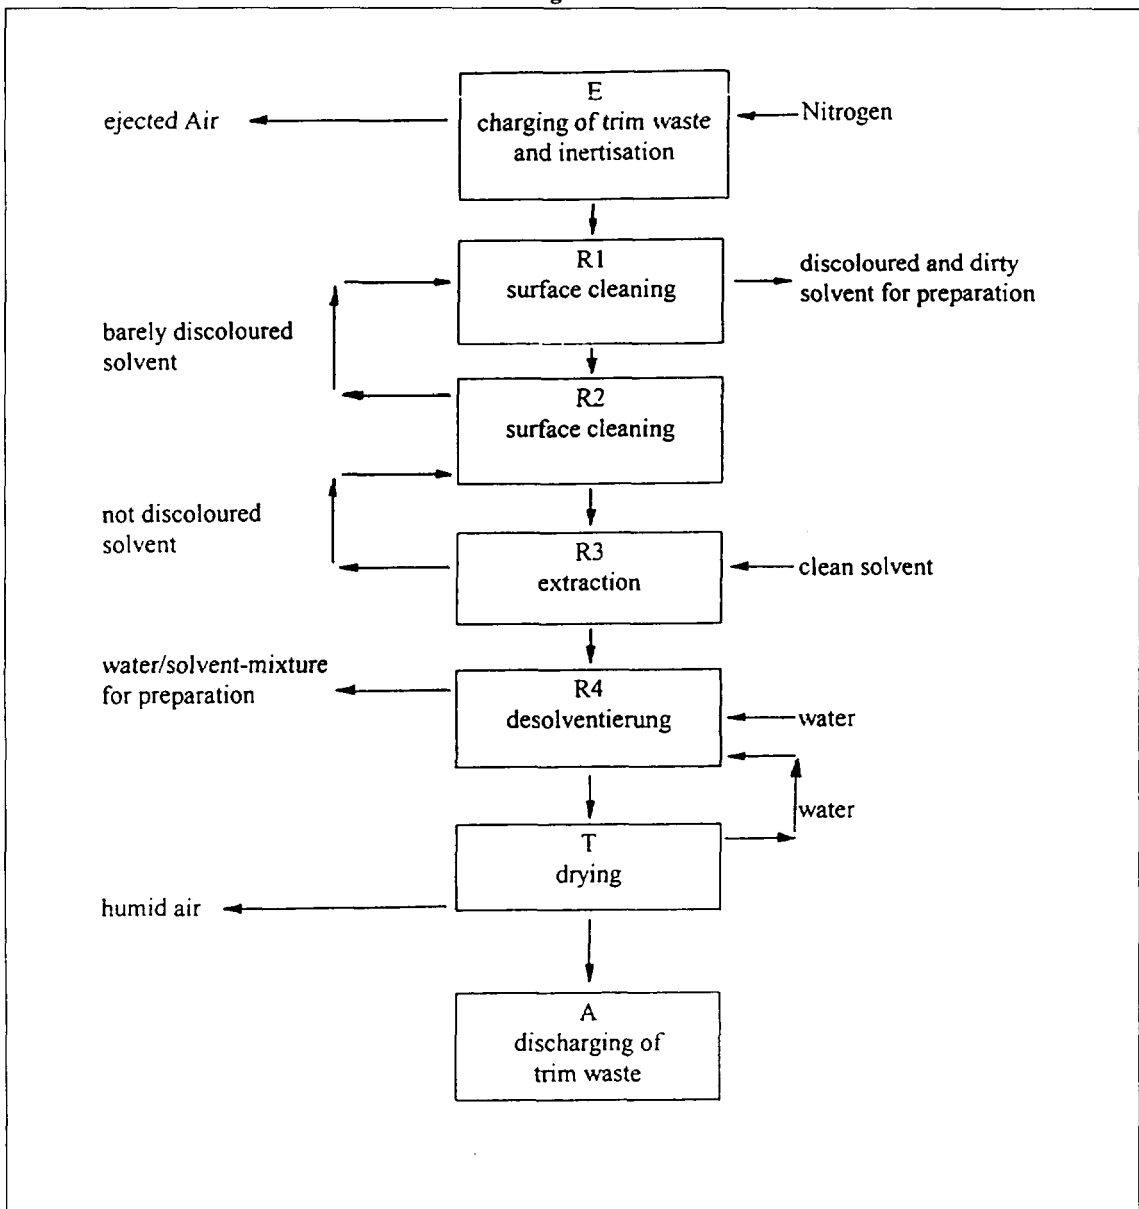 E
ejected Air
Nitrogen
charging of trim waste
and inertisation
R1
surface cleaning
discoloured and dirty
solvent for preparation
barely discoloured
solvent
R2
surface cleaning
not discoloured
solvent
R3
extraction
clean solvent
water/solvent-mixture
for preparation
R4
desolventierung
water
water
T
drying
humid air
A
discharging of
trim waste